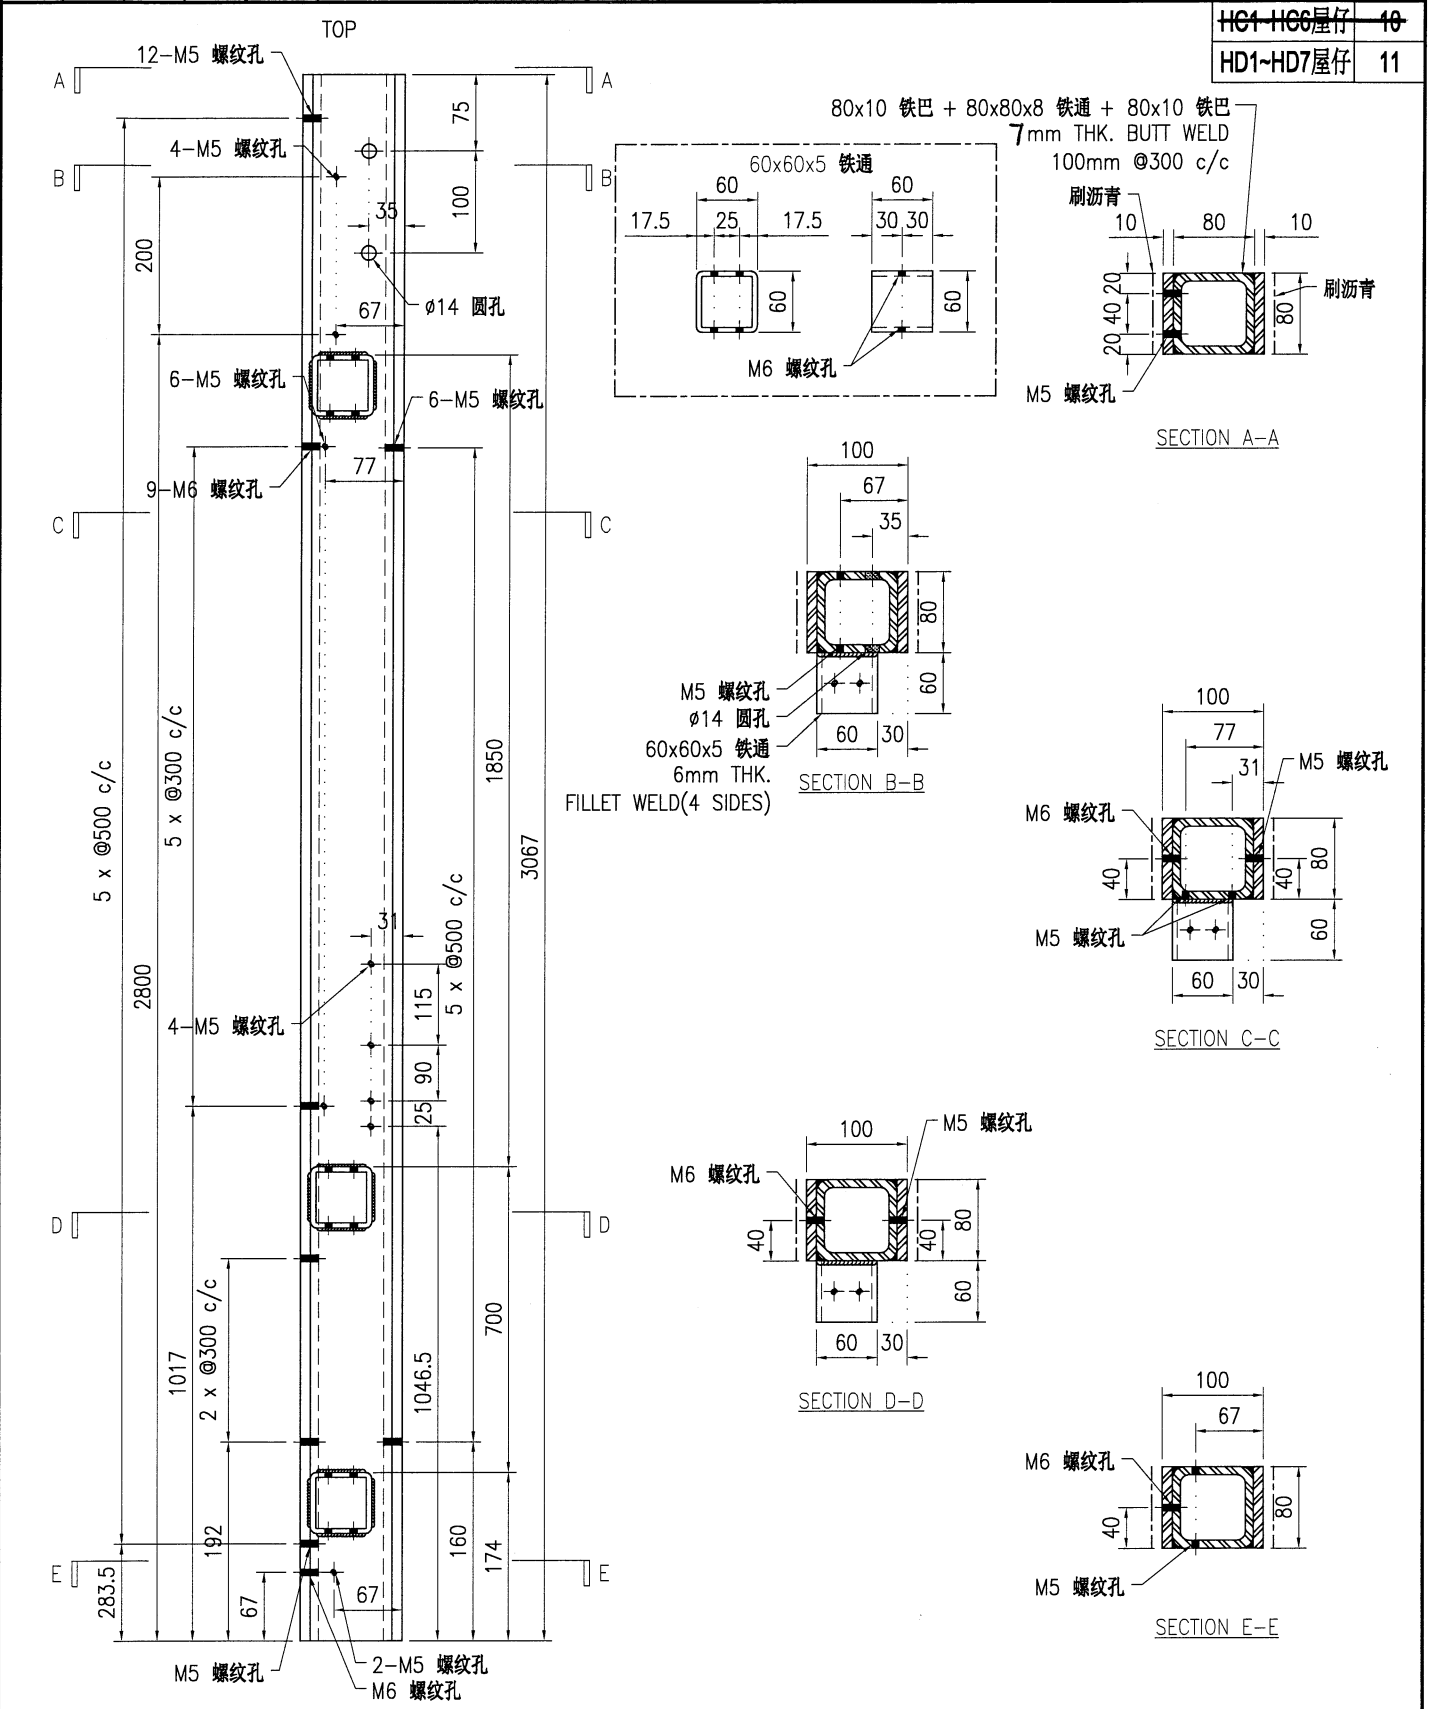 HC1~HC6屋仔 10
HD1~HD7屋仔 11
TOP
12-M5 螺纹孔
A A
4-M5 螺纹孔
B B
75
100
35
200
ø14 圆孔
67
6-M5 螺纹孔
6-M5 螺纹孔
77
9-M6 螺纹孔
C C
5 x @500 c/c
2800
5 x @300 c/c
1850
3067
31
5 x @500 c/c
115
4-M5 螺纹孔
90
25
D D
1017
2 x @300 c/c
700
1046.5
192
160
174
E E
283.5
67
67
M5 螺纹孔
2-M5 螺纹孔
M6 螺纹孔
80x10 铁巴 + 80x80x8 铁通 + 80x10 铁巴
7mm THK. BUTT WELD
100mm @300 c/c
60x60x5 铁通
60 60
17.5 25 17.5 30 30
60 60
M6 螺纹孔
刷沥青
10 80 10
20
40
20
80
刷沥青
M5 螺纹孔
SECTION A-A
100
67
35
80
60
M5 螺纹孔
ø14 圆孔
60x60x5 铁通
6mm THK.
FILLET WELD(4 SIDES)
60 30
SECTION B-B
100
77
31
M5 螺纹孔
M6 螺纹孔
40
40
80
M5 螺纹孔
60
60 30
SECTION C-C
100
M5 螺纹孔
M6 螺纹孔
40
40
80
60
60 30
SECTION D-D
100
67
M6 螺纹孔
40
80
M5 螺纹孔
SECTION E-E